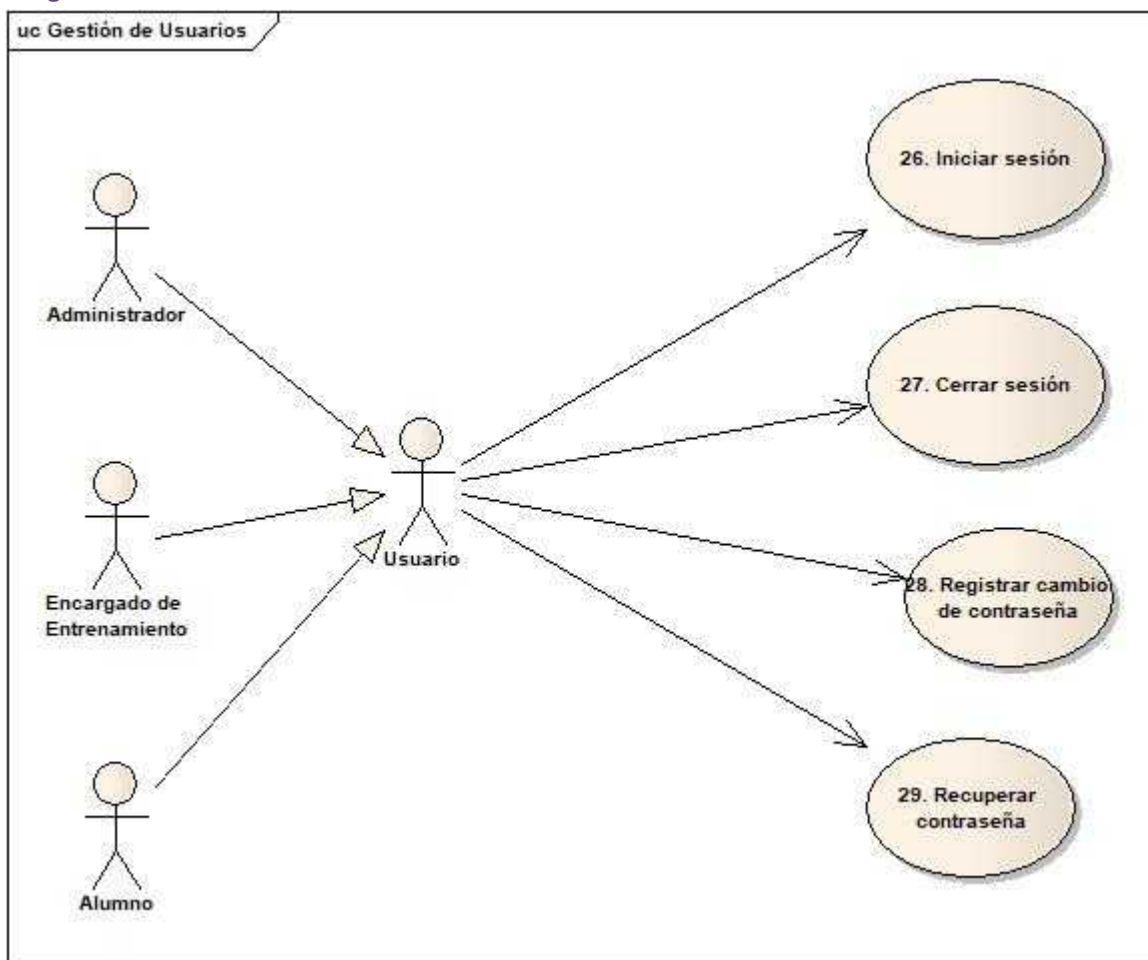 uc Gestión de Usuarios
26. Iniciar sesión
Administrador
27. Cerrar sesión
Usuario
Encargado de
Entrenamiento
28. Registrar cambio
de contraseña
29. Recuperar
contraseña
Alumno